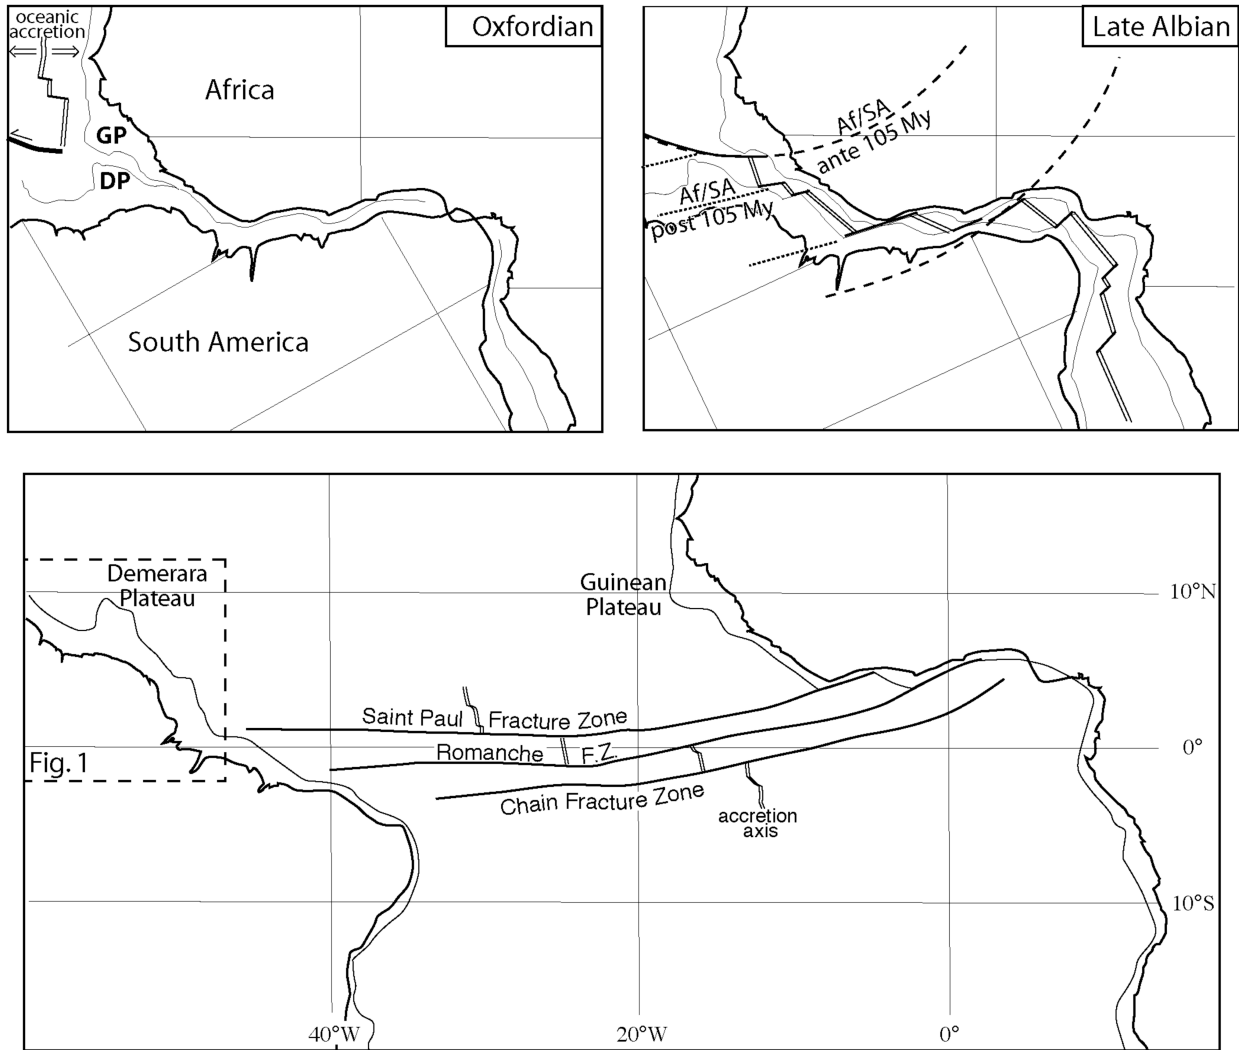 oceanic
accretion
Oxfordian
Africa
GP
DP
South America
Late Albian
Af/SA
ante 105 My
Af/SA
post 105 My
Demerara
Plateau
Guinean
Plateau
10°N
Saint Paul Fracture Zone
Romanche F.Z.
0°
Fig. 1
Chain Fracture Zone
accretion
axis
10°S
40°W
20°W
0°